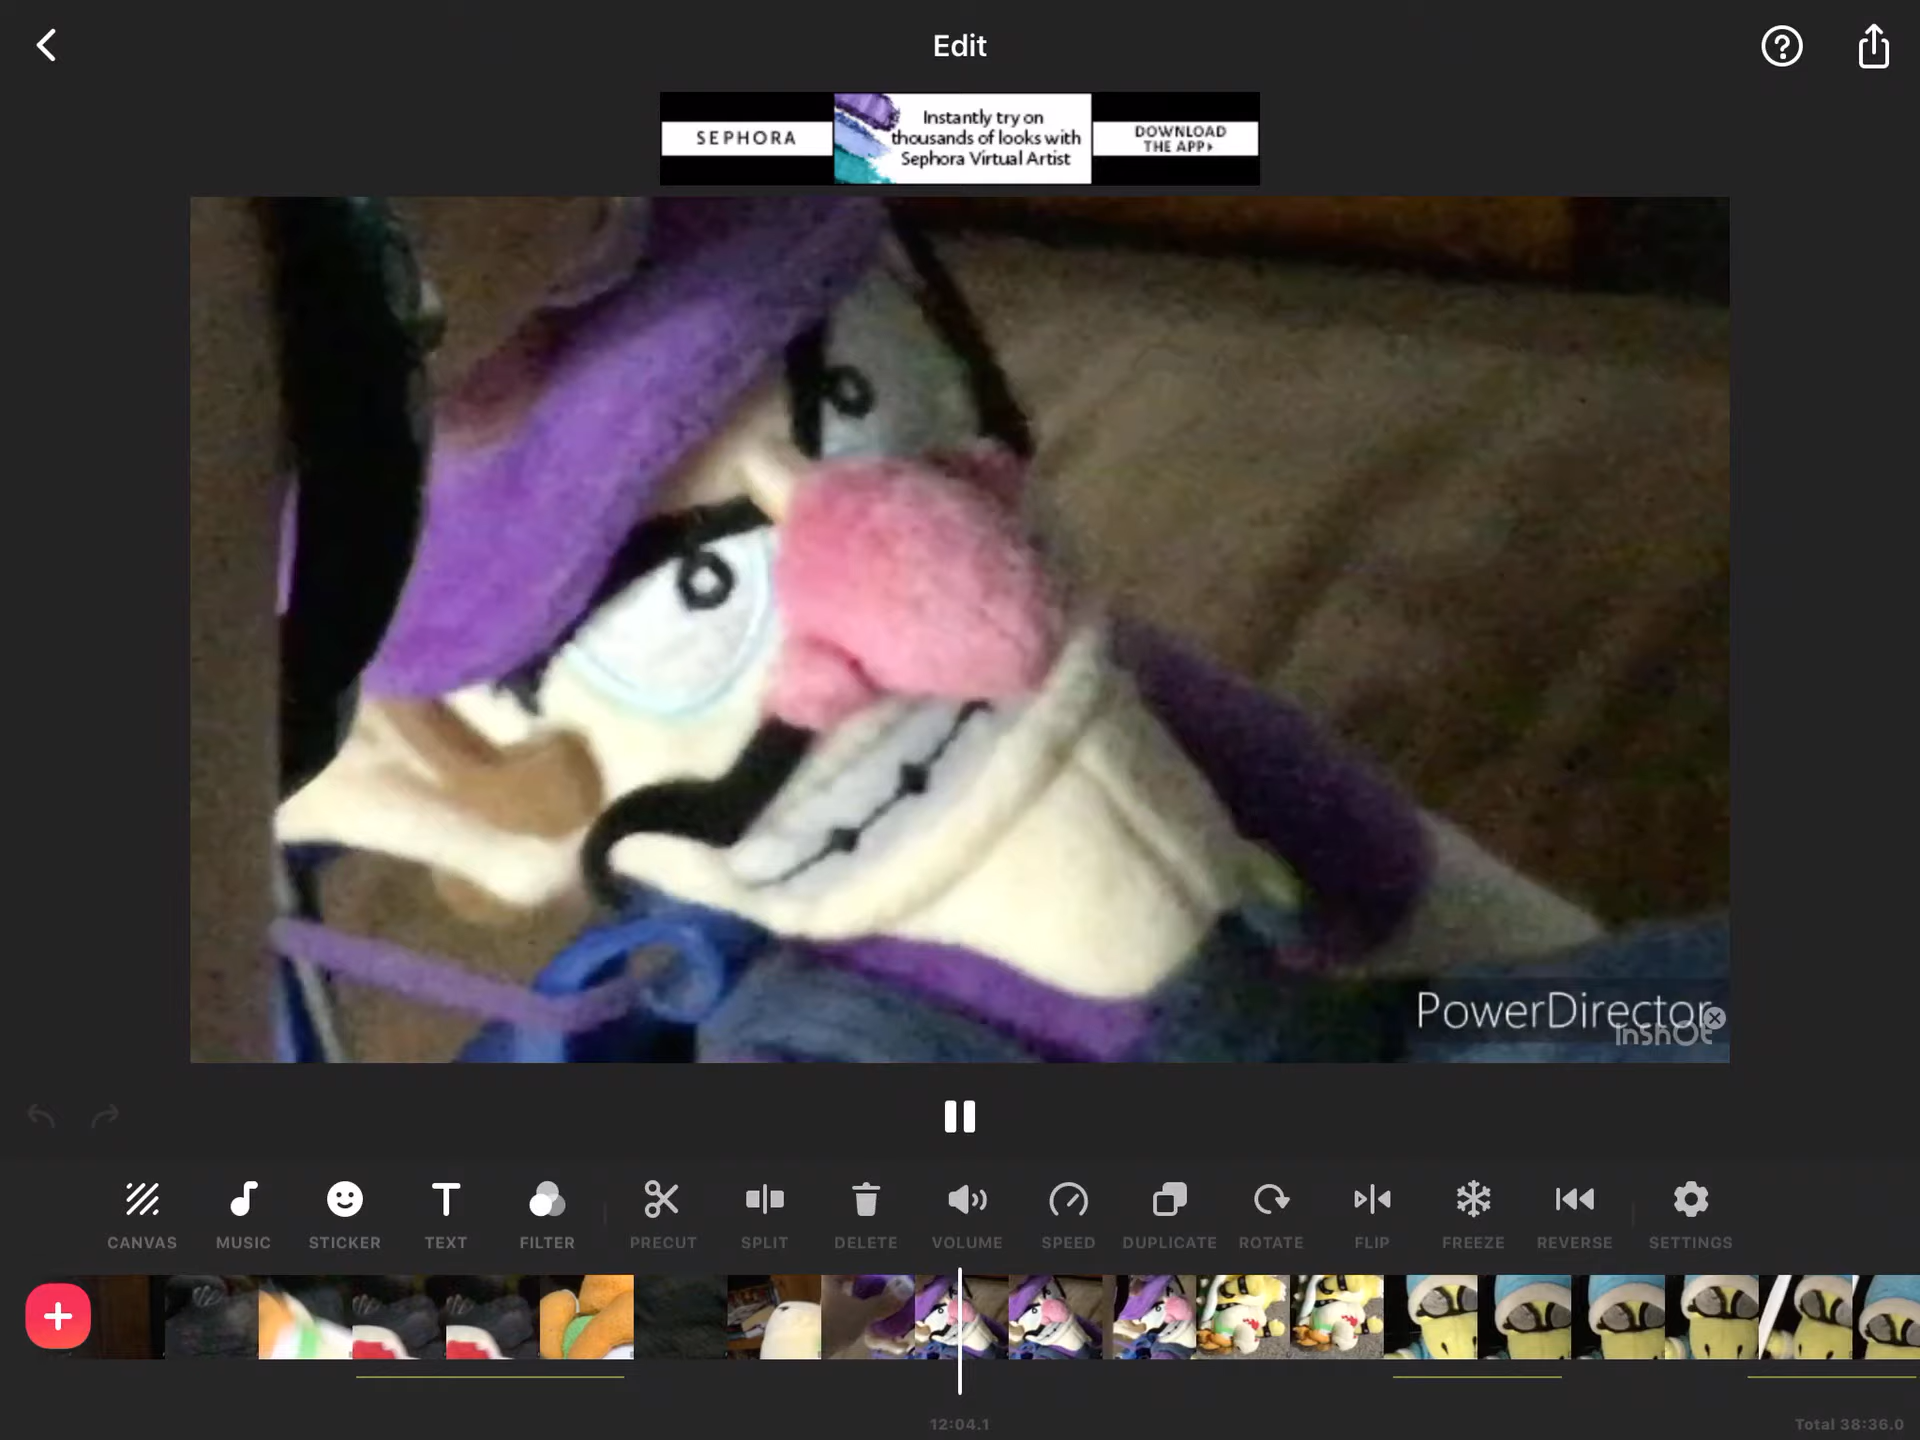 Edit
SEPHORA
Instantly try on
thousands of looks with
Sephora Virtual Artist
DOWNLOAD
THE APP
PowerDirector
InShOt
CANVAS
MUSIC
STICKER
TEXT
FILTER
PRECUT
SPLIT
DELETE
VOLUME
SPEED
DUPLICATE
ROTATE
FLIP
FREEZE
REVERSE
SETTINGS
12:04.1
Total 38:36.0